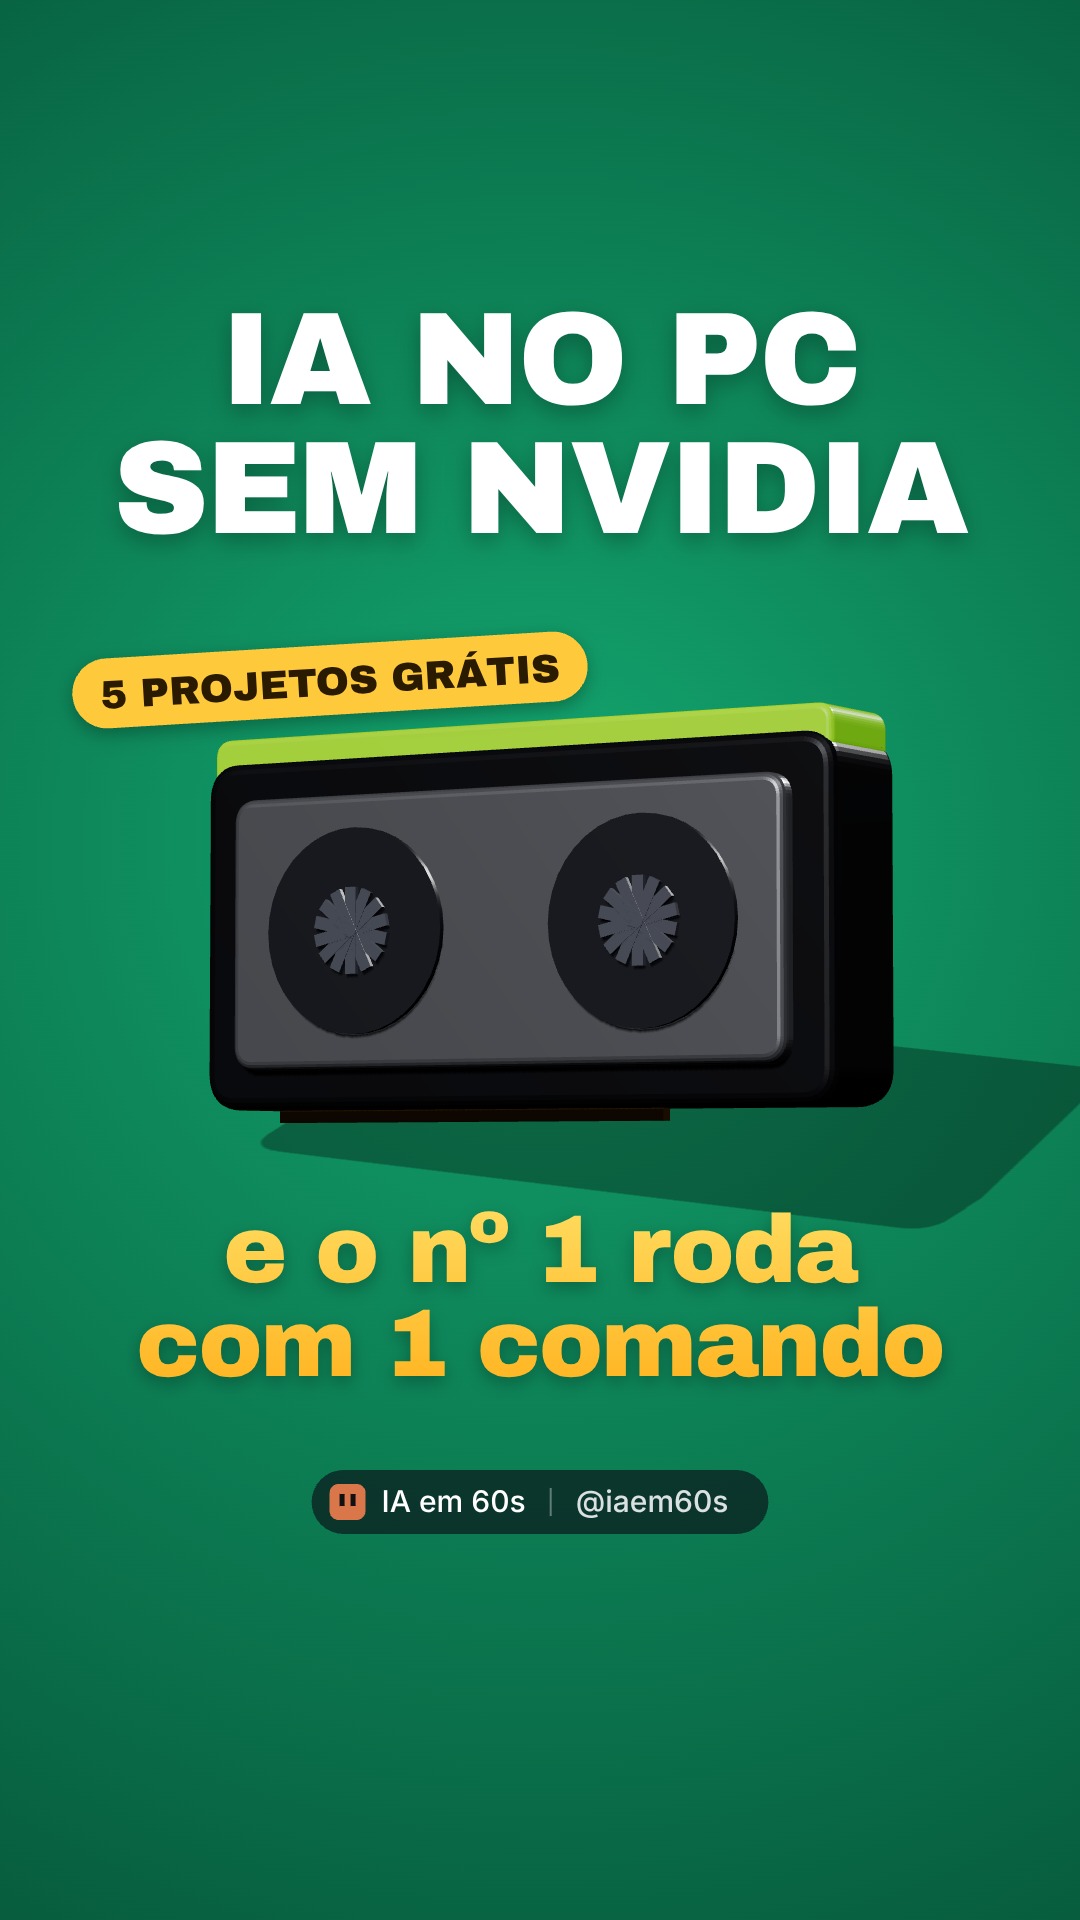 IA NO PC
SEM NVIDIA
5 PROJETOS GRÁTIS
e o nº 1 roda
com 1 comando
IA em 60s | @iaem60s